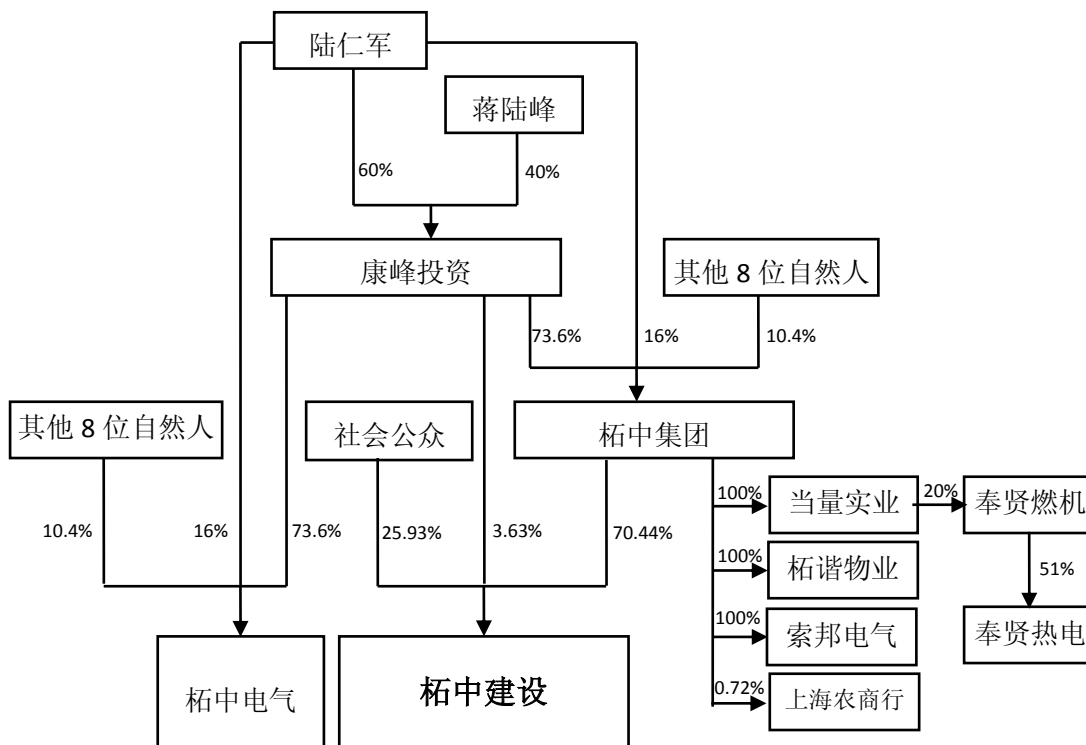 陆仁军
蒋陆峰
60%
40%
康峰投资
其他 8 位自然人
73.6%
16%
10.4%
其他 8 位自然人
社会公众
柘中集团
100%
当量实业
20%
奉贤燃机
10.4%
16%
73.6%
25.93%
3.63%
70.44%
100%
柘谐物业
51%
100%
索邦电气
奉贤热电
柘中电气
柘中建设
0.72%
上海农商行